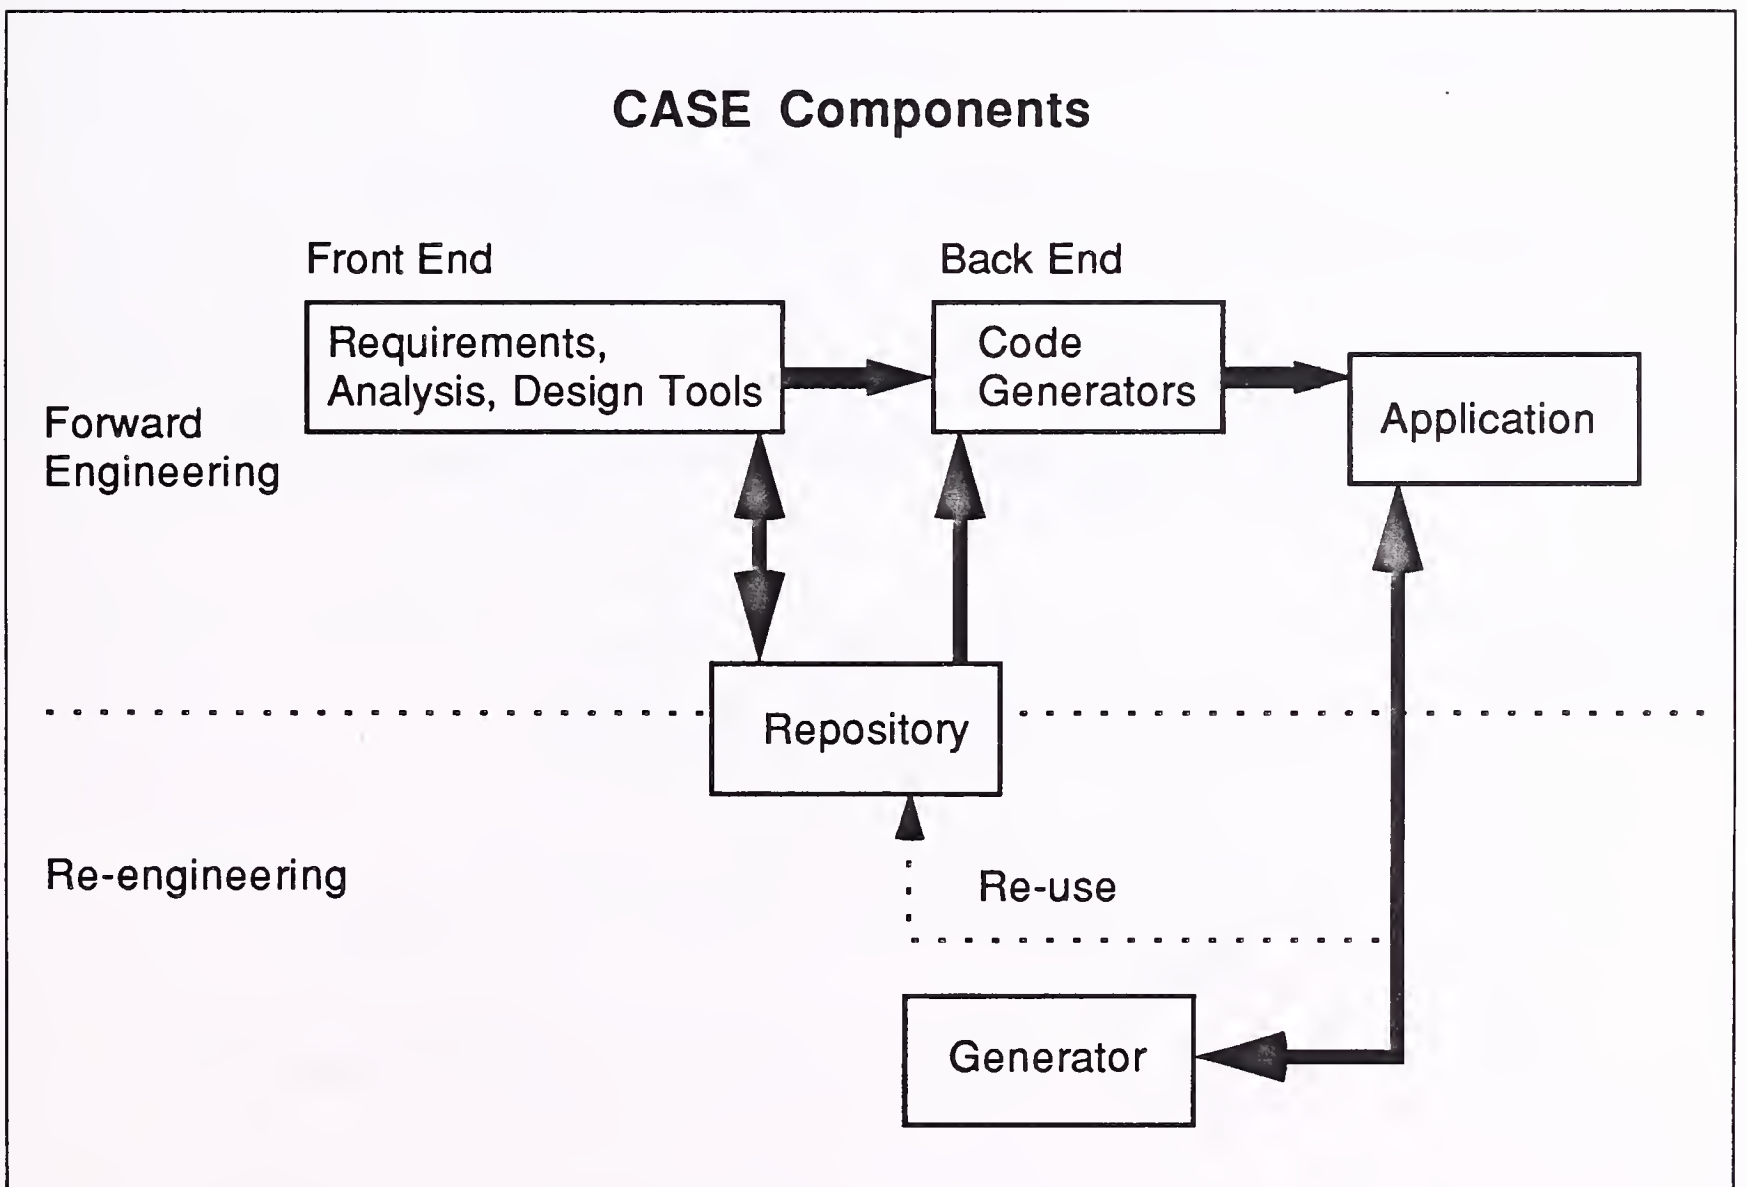 CASE Components
Front End
Back End
Requirements,
Analysis, Design Tools
Code
Generators
Application
Forward
Engineering
Repository
Re-engineering
Re-use
Generator